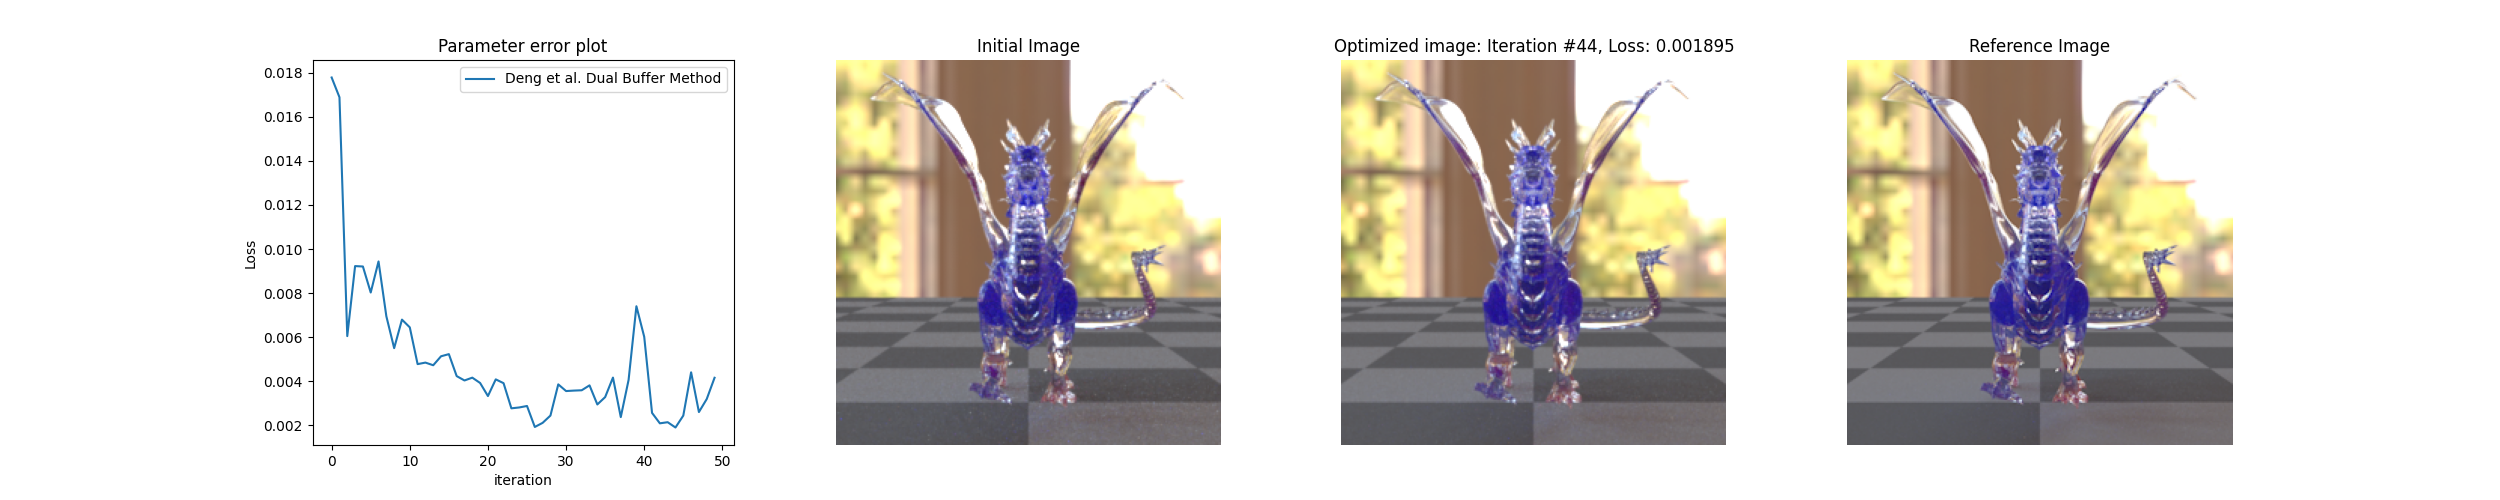 Parameter error plot
Deng et al. Dual Buffer Method
Loss
0.018
0.016
0.014
0.012
0.010
0.008
0.006
0.004
0.002
0 10 20 30 40 50
iteration
Initial Image
Optimized image: Iteration #44, Loss: 0.001895
Reference Image